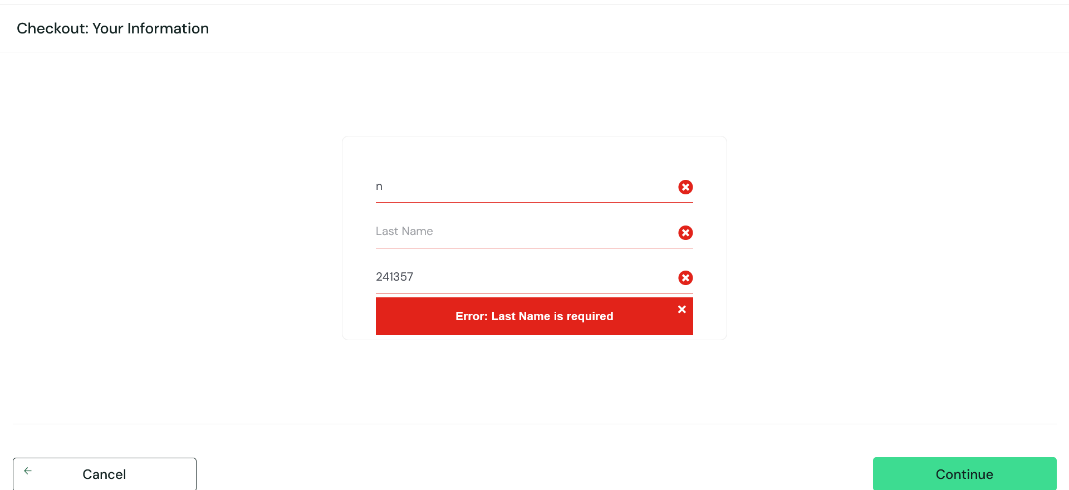 Checkout: Your Information
n
Last Name
241357
Error: Last Name is required
Cancel
Continue